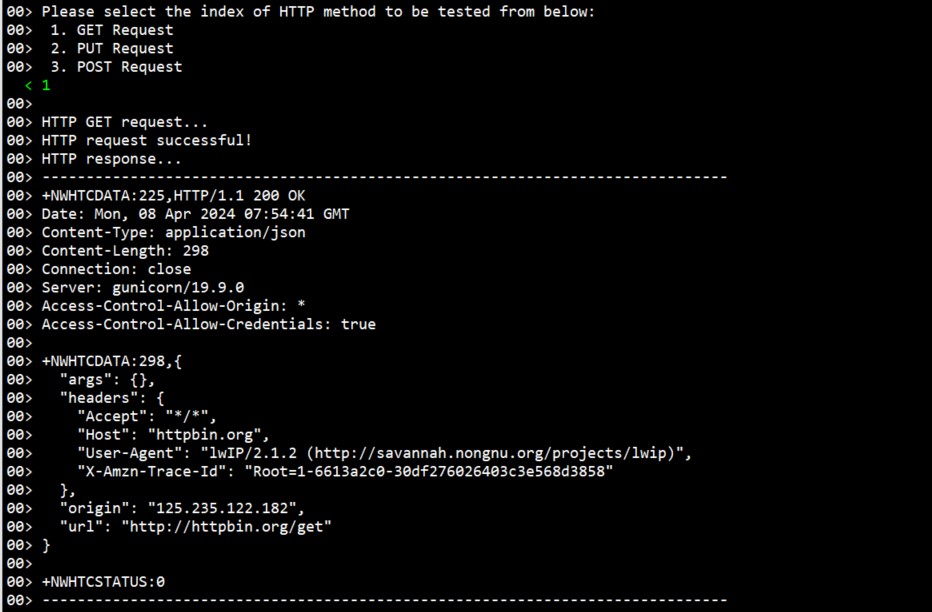 00> Please select the index of HTTP method to be tested from below:
00>  1. GET Request
00>  2. PUT Request
00>  3. POST Request
  < 1
00>
00> HTTP GET request...
00> HTTP request successful!
00> HTTP response...
00> ------------------------------------------------------------------------------
00> +NWHTCDATA:225,HTTP/1.1 200 OK
00> Date: Mon, 08 Apr 2024 07:54:41 GMT
00> Content-Type: application/json
00> Content-Length: 298
00> Connection: close
00> Server: gunicorn/19.9.0
00> Access-Control-Allow-Origin: *
00> Access-Control-Allow-Credentials: true
00>
00> +NWHTCDATA:298,{
00>   "args": {},
00>   "headers": {
00>     "Accept": "*/*",
00>     "Host": "httpbin.org",
00>     "User-Agent": "lwIP/2.1.2 (http://savannah.nongnu.org/projects/lwip)",
00>     "X-Amzn-Trace-Id": "Root=1-6613a2c0-30df276026403c3e568d3858"
00>   },
00>   "origin": "125.235.122.182",
00>   "url": "http://httpbin.org/get"
00> }
00>
00> +NWHTCSTATUS:0
00> ------------------------------------------------------------------------------